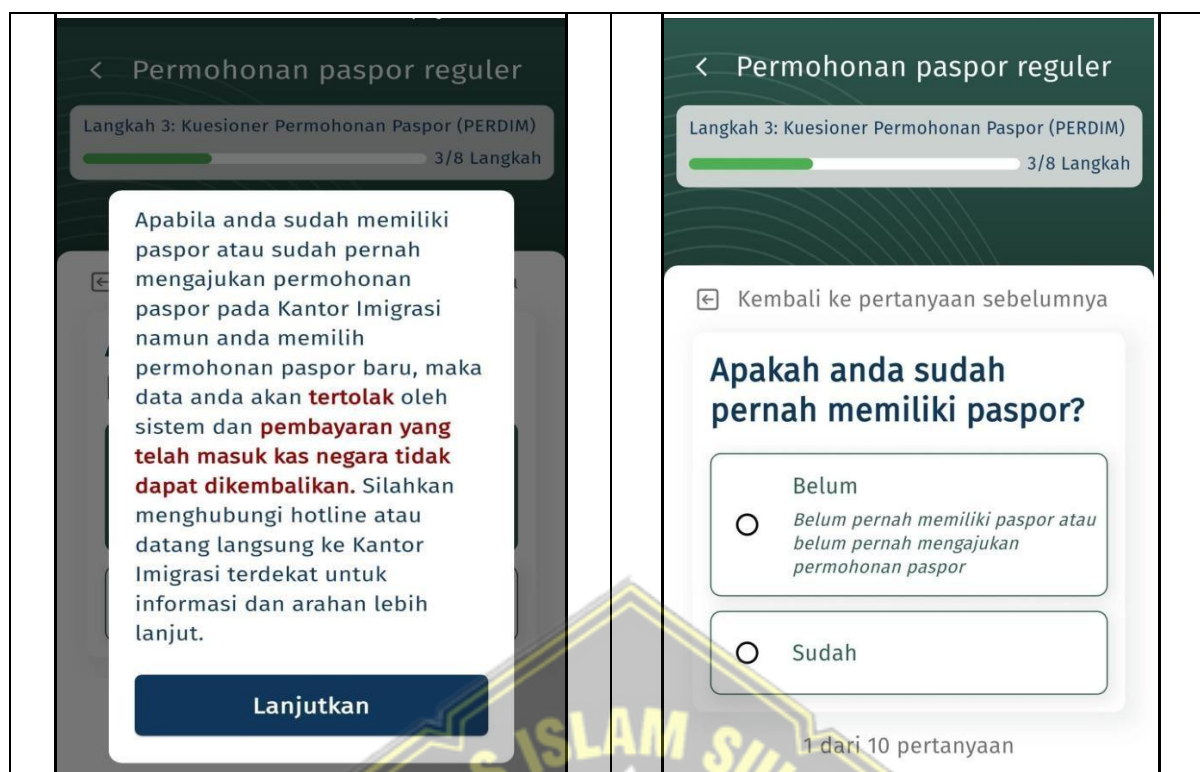 Permohonan paspor reguler
Langkah 3: Kuesioner Permohonan Paspor (PERDIM)
3/8 Langkah
Apabila anda sudah memiliki
paspor atau sudah pernah
mengajukan permohonan
paspor pada Kantor Imigrasi
namun anda memilih
permohonan paspor baru, maka
data anda akan tertolak oleh
sistem dan pembayaran yang
telah masuk kas negara tidak
dapat dikembalikan. Silahkan
menghubungi hotline atau
datang langsung ke Kantor
Imigrasi terdekat untuk
informasi dan arahan lebih
lanjut.
Lanjutkan
Permohonan paspor reguler
Langkah 3: Kuesioner Permohonan Paspor (PERDIM)
3/8 Langkah
Kembali ke pertanyaan sebelumnya
Apakah anda sudah
pernah memiliki paspor?
Belum
Belum pernah memiliki paspor atau
belum pernah mengajukan
permohonan paspor
Sudah
1 dari 10 pertanyaan
ISLAM